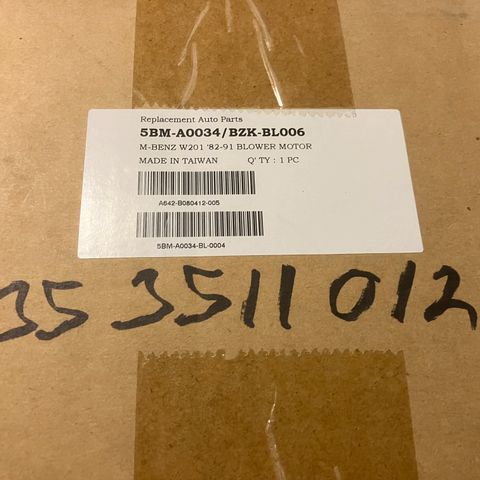 Replacement Auto Parts
5BM-A0034/BZK-BL006
M-BENZ W201 '82-91 BLOWER MOTOR
MADE IN TAIWAN Q' TY : 1 PC
A642-B080412-005
5BM-A0034-BL-0004
35 3511 012